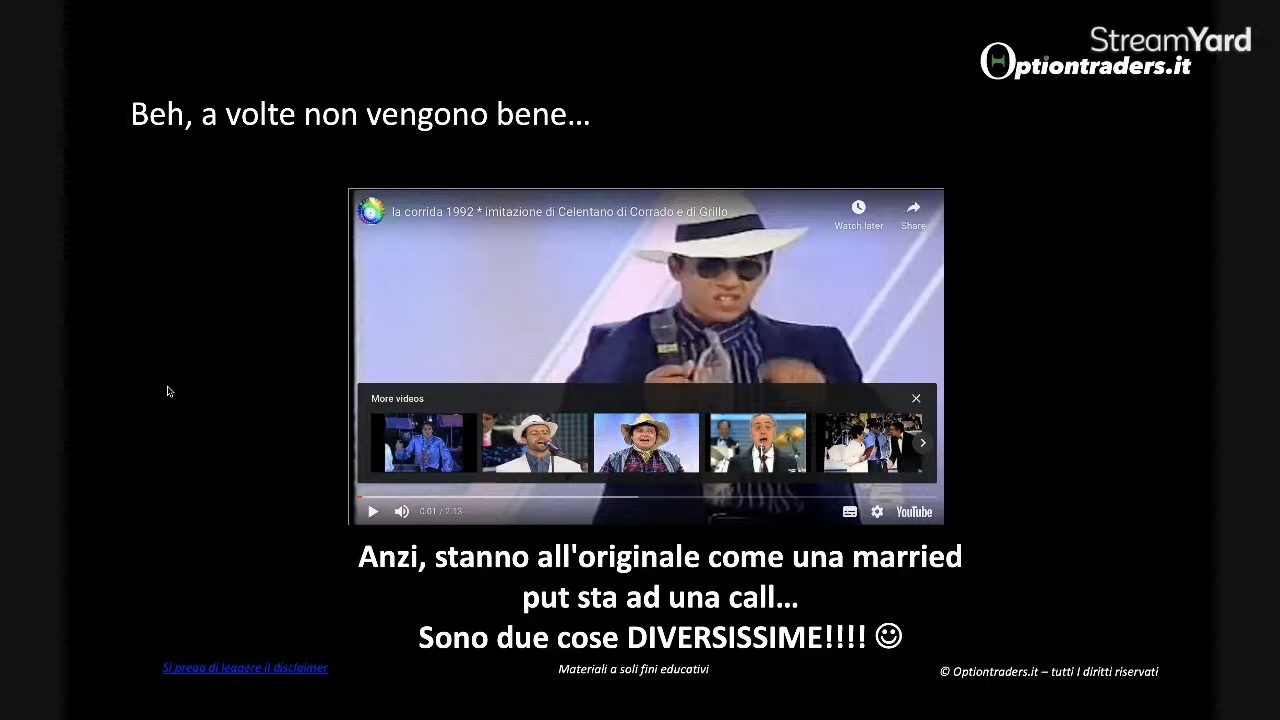 StreamYard
Optiontraders.it
Beh, a volte non vengono bene…
la corrida 1992 * imitazione di Celentano di Corrado e di Grillo
Watch later
Share
More videos
0:01 / 2:13
YouTube
Anzi, stanno all'originale come una married
put sta ad una call…
Sono due cose DIVERSISSIME!!!! ☺
Si prega di leggere il disclaimer
Materiali a soli fini educativi
© Optiontraders.it – tutti I diritti riservati